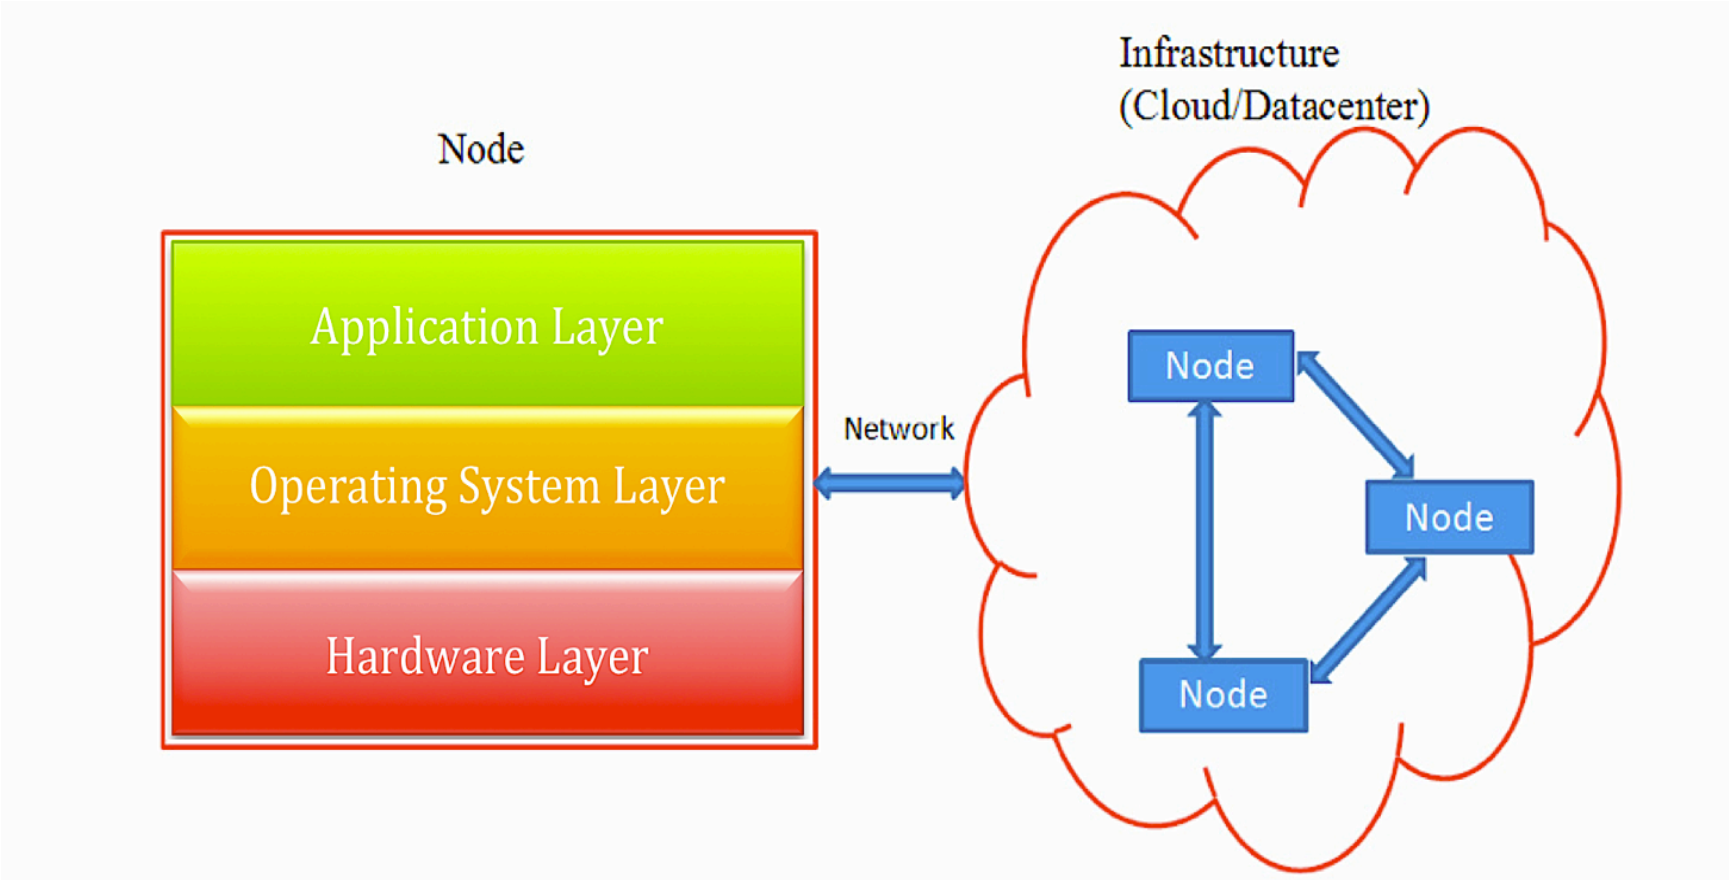 Infrastructure
(Cloud/Datacenter)
Node
Application Layer
Operating System Layer
Hardware Layer
Network
Node
Node
Node